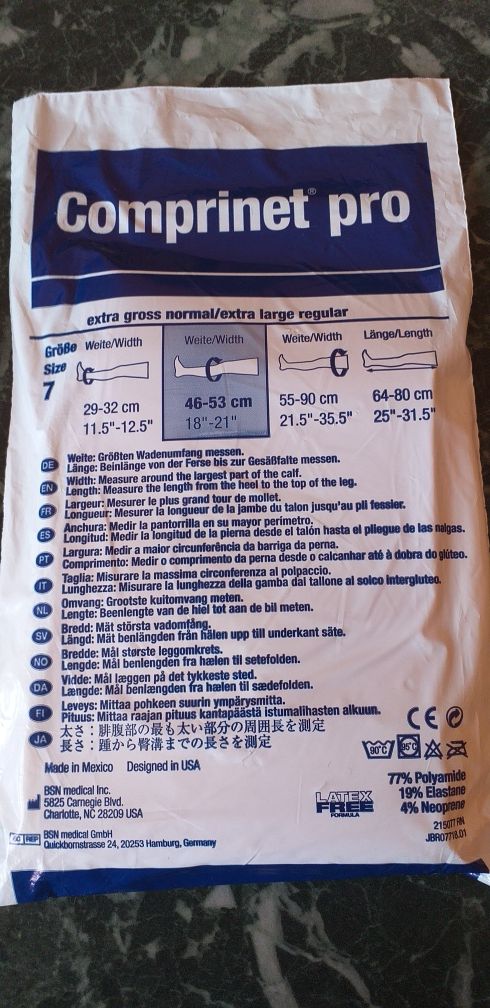 Comprinet® pro
extra gross normal/extra large regular
Größe
Size
7
Weite/Width
29-32 cm
11.5"-12.5"
Weite/Width
46-53 cm
18"-21"
Weite/Width
55-90 cm
21.5"-35.5"
Länge/Length
64-80 cm
25"-31.5"
DE Weite: Größten Wadenumfang messen.
Länge: Beinlänge von der Ferse bis zur Gesäßfalte messen.
EN Width: Measure around the largest part of the calf.
Length: Measure the length from the heel to the top of the leg.
FR Largeur: Mesurer le plus grand tour de mollet.
Longueur: Mesurer la longueur de la jambe du talon jusqu'au pli fessier.
ES Anchura: Medir la pantorilla en su mayor perímetro.
Longitud: Medir la longitud de la pierna desde el talón hasta el pliegue de las nalgas.
PT Largura: Medir a maior circunferência da barriga da perna.
Comprimento: Medir o comprimento da perna desde o calcanhar até à dobra do glúteo.
IT Taglia: Misurare la massima circonferenza al polpaccio.
Lunghezza: Misurare la lunghezza della gamba dal tallone al solco intergluteo.
NL Omvang: Grootste kuitomvang meten.
Lengte: Beenlengte van de hiel tot aan de bil meten.
SV Bredd: Mät största vadomfång.
Längd: Mät benlängden från hälen upp till underkant säte.
NO Bredde: Mål største leggomkrets.
Lengde: Mål benlengden fra hælen til setefolden.
DA Vidde: Mål læggen på det tykkeste sted.
Længde: Mål benlængden fra hælen til sædefolden.
FI Leveys: Mittaa pohkeen suurin ympärysmitta.
Pituus: Mittaa raajan pituus kantapäästä istumalihasten alkuun.
JA 太さ：腓腹部の最も太い部分の周囲長を測定
長さ：踵から臀溝までの長さを測定
CE
90°C 95°C
Made in Mexico Designed in USA
BSN medical Inc.
5825 Carnegie Blvd.
Charlotte, NC 28209 USA
EC REP BSN medical GmbH
Quickbornstrasse 24, 20253 Hamburg, Germany
LATEX
FREE
FORMULA
77% Polyamide
19% Elastane
4% Neoprene
215077 RN
JBR07718.01